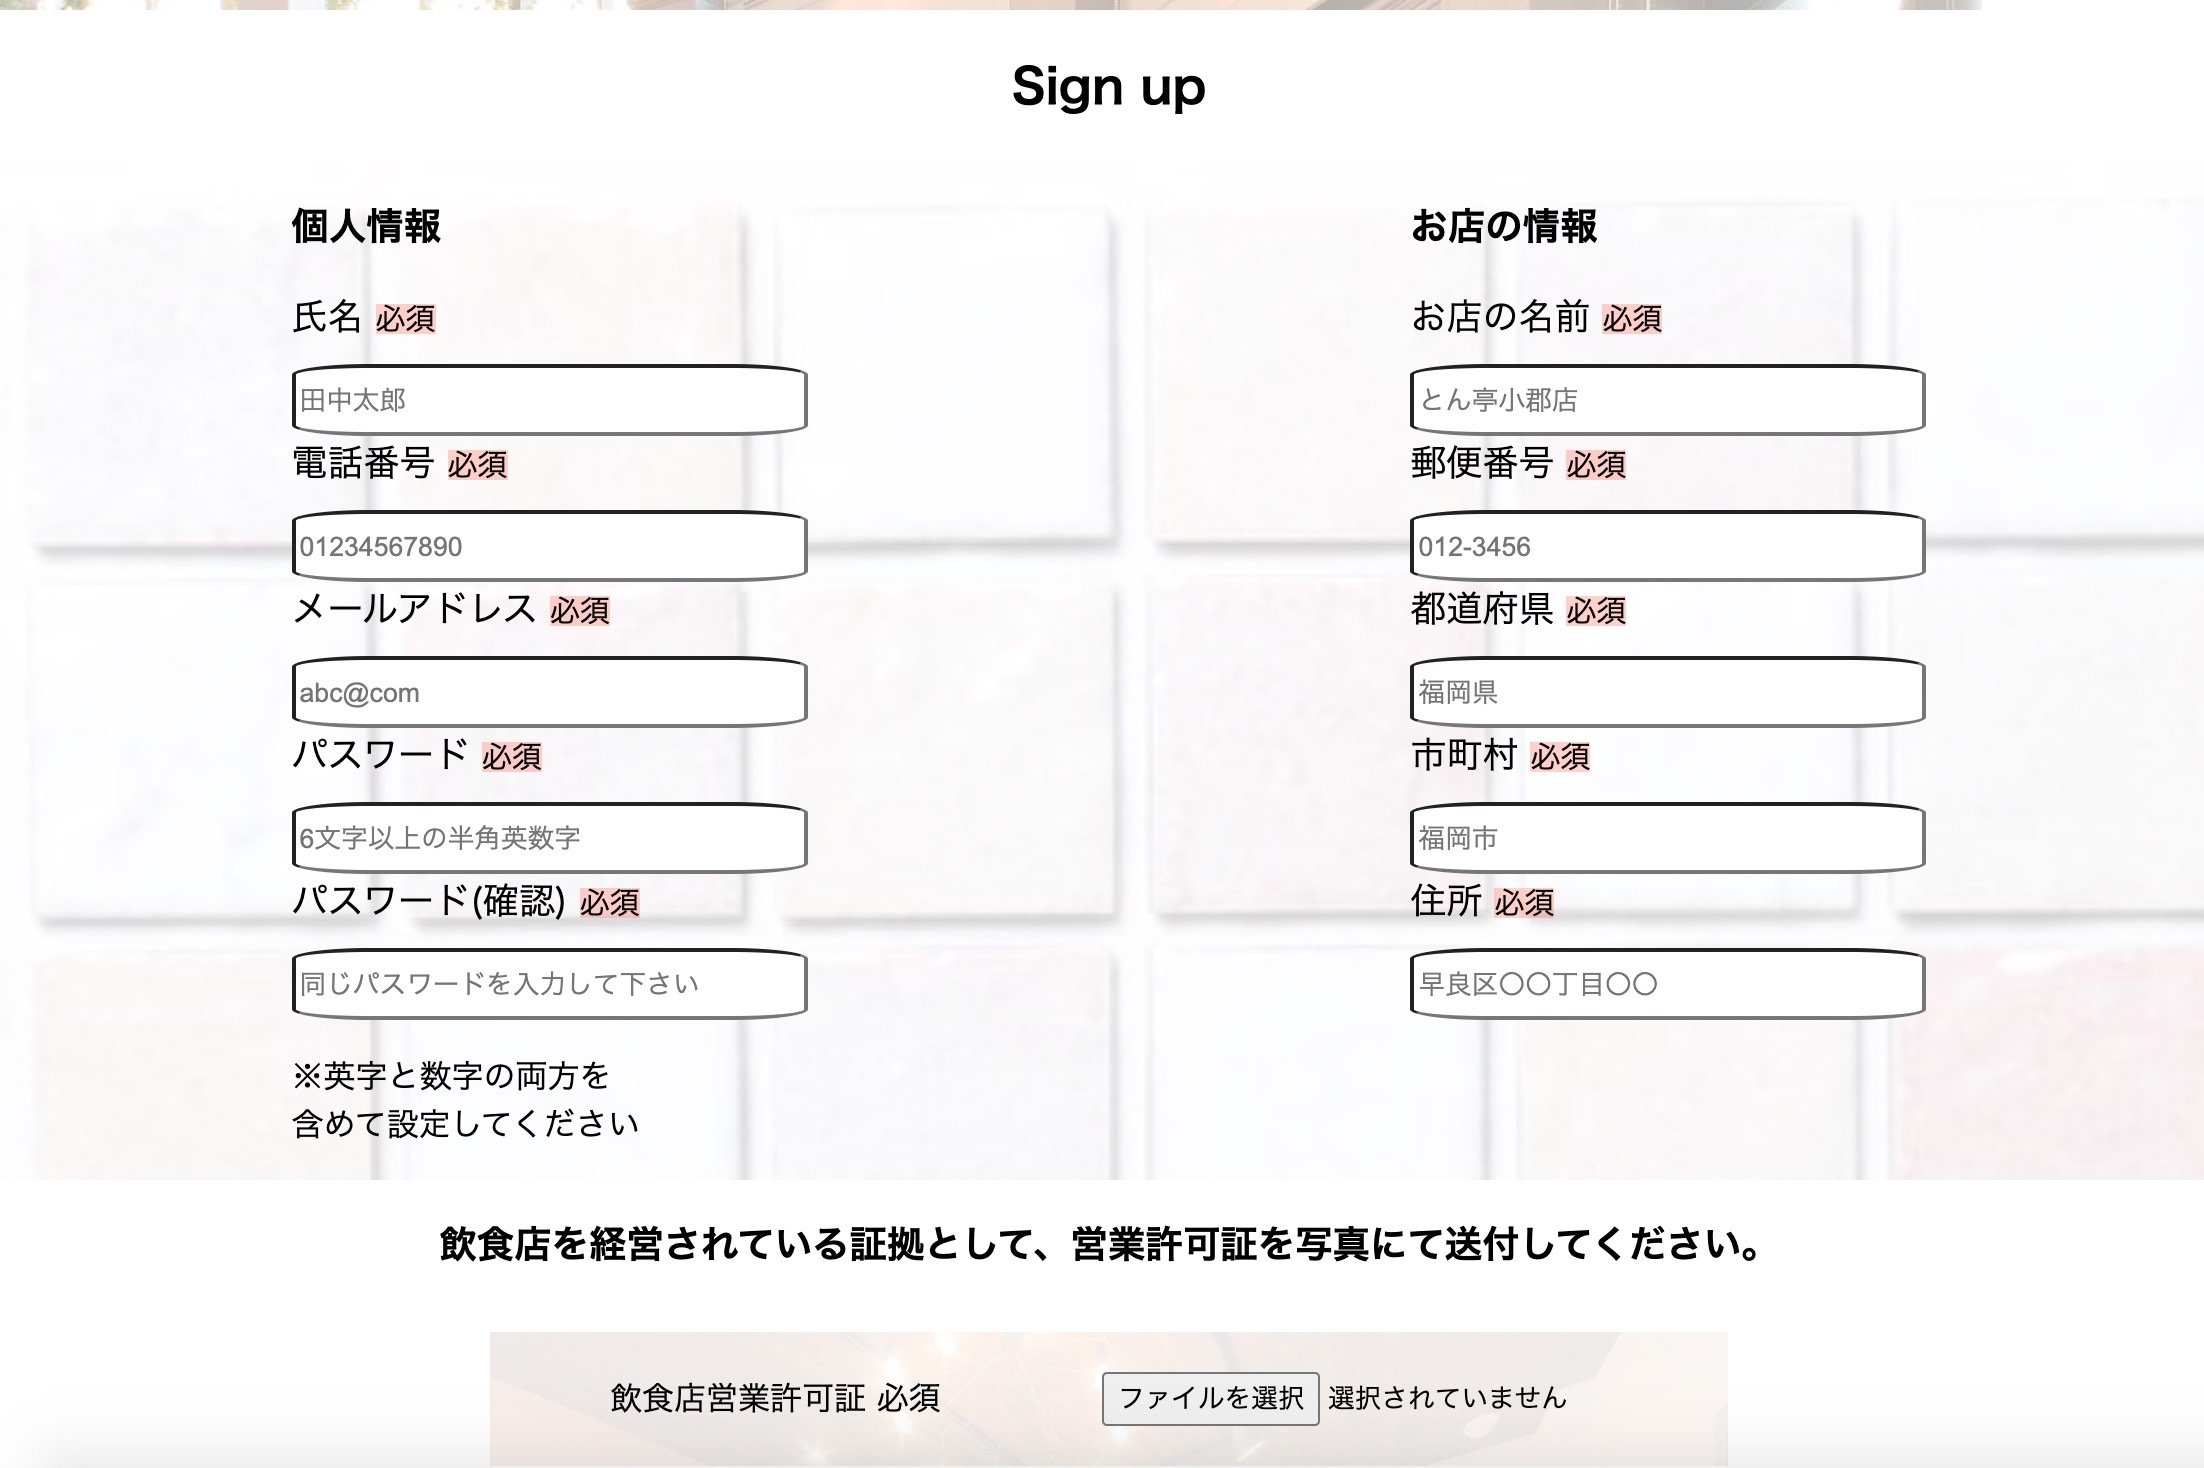 Sign up
個人情報
氏名 必須
田中太郎
電話番号 必須
01234567890
メールアドレス 必須
abc@com
パスワード 必須
6文字以上の半角英数字
パスワード(確認) 必須
同じパスワードを入力して下さい
※英字と数字の両方を
含めて設定してください
お店の情報
お店の名前 必須
とん亭小郡店
郵便番号 必須
012-3456
都道府県 必須
福岡県
市町村 必須
福岡市
住所 必須
早良区〇〇丁目〇〇
飲食店を経営されている証拠として、営業許可証を写真にて送付してください。
飲食店営業許可証 必須 ファイルを選択 選択されていません